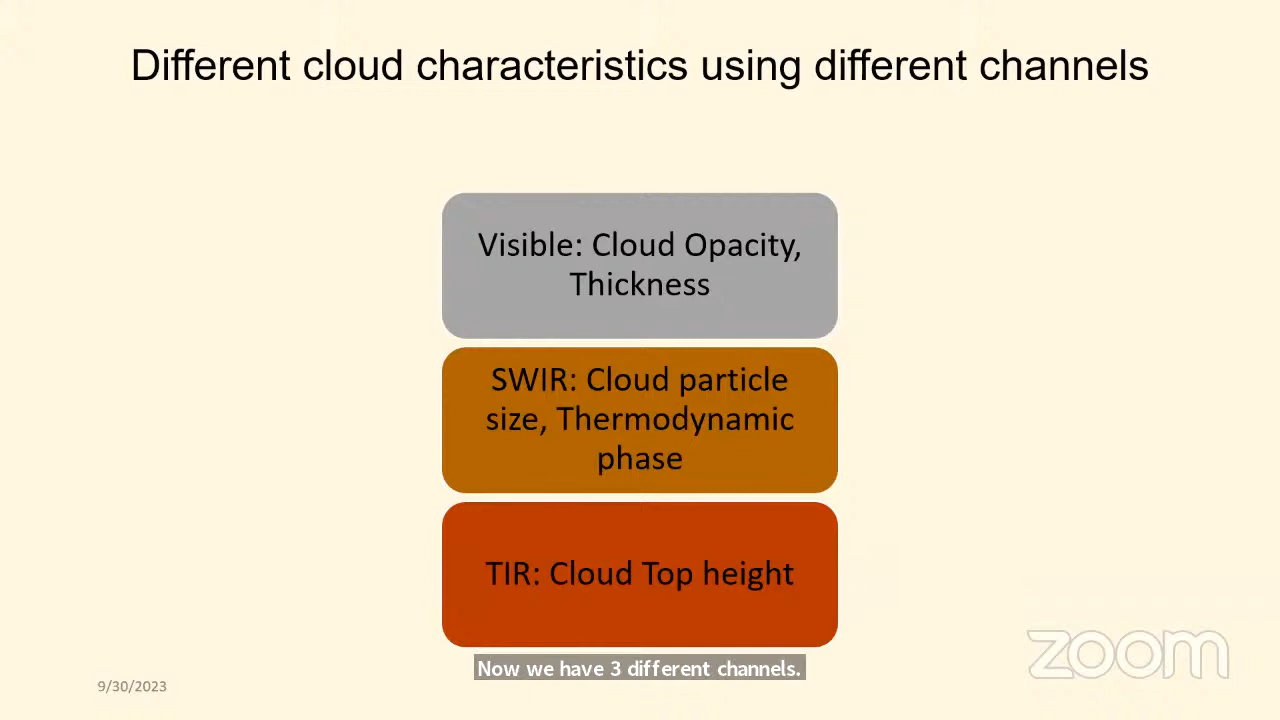 Different cloud characteristics using different channels
Visible: Cloud Opacity,
Thickness
SWIR: Cloud particle
size, Thermodynamic
phase
TIR: Cloud Top height
Now we have 3 different channels.
9/30/2023
zoom